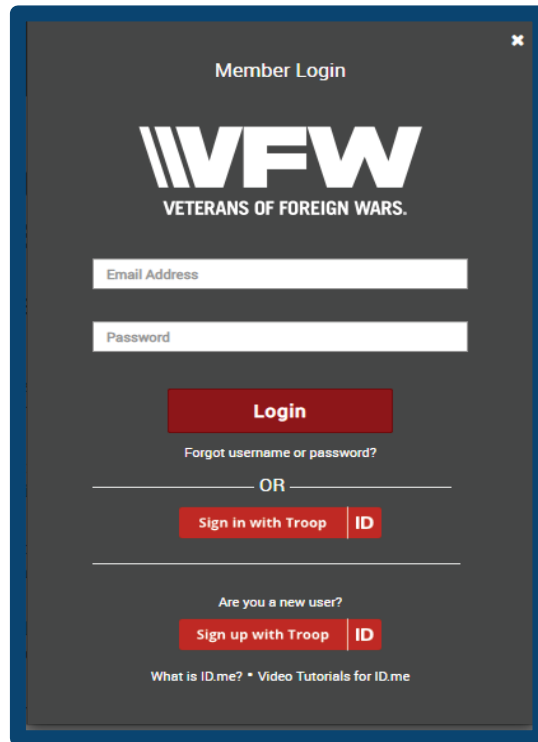 Member Login
VFW
VETERANS OF FOREIGN WARS.
Email Address
Password
Login
Forgot username or password?
OR
Sign in with Troop ID
Are you a new user?
Sign up with Troop ID
What is ID.me? • Video Tutorials for ID.me